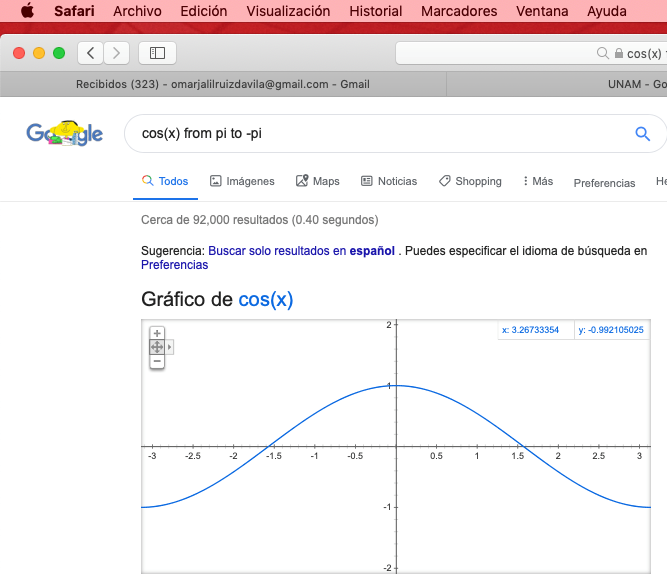 Safari Archivo Edición Visualización Historial Marcadores Ventana Ayuda
cos(x)
Recibidos (323) - omarjalilruizdavila@gmail.com - Gmail
UNAM - Go
Google
cos(x) from pi to -pi
Todos Imágenes Maps Noticias Shopping Más Preferencias He
Cerca de 92,000 resultados (0.40 segundos)
Sugerencia: Buscar solo resultados en español . Puedes especificar el idioma de búsqueda en
Preferencias
Gráfico de cos(x)
x: 3.26733354 y: -0.992105025
2
1
-3 -2.5 -2 -1.5 -1 -0.5 0.5 1 1.5 2 2.5 3
-1
-2